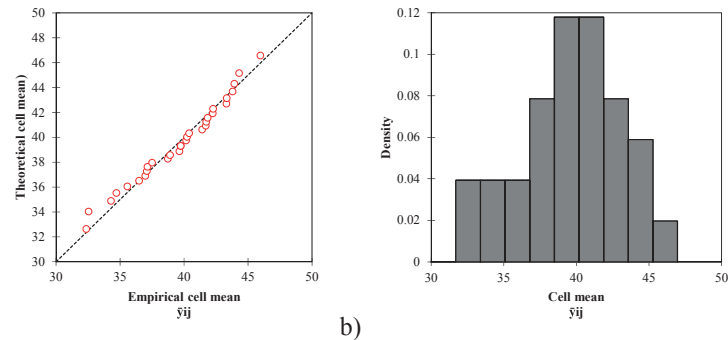 50
48
46
44
42
40
38
36
34
32
30
Theoretical cell mean)
30 35 40 45 50
Empirical cell mean
ȳij
0.12
0.1
0.08
0.06
0.04
0.02
0
Density
30 35 40 45 50
Cell mean
ȳij
b)